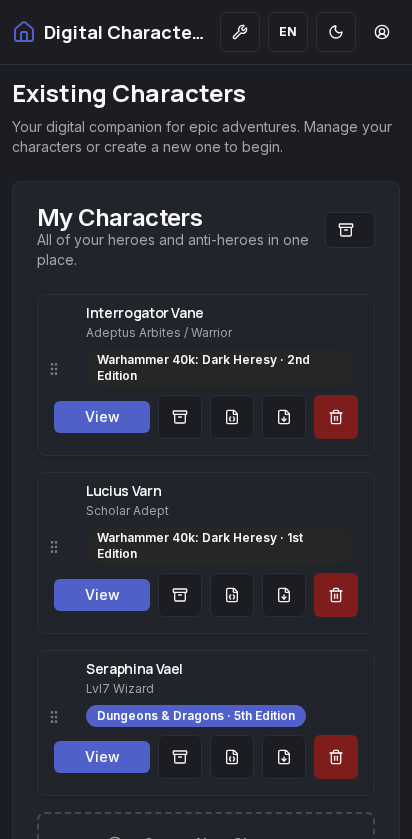 Digital Characte...
EN
Existing Characters
Your digital companion for epic adventures. Manage your
characters or create a new one to begin.
My Characters
All of your heroes and anti-heroes in one
place.
Interrogator Vane
Adeptus Arbites / Warrior
Warhammer 40k: Dark Heresy · 2nd
Edition
View
Lucius Varn
Scholar Adept
Warhammer 40k: Dark Heresy · 1st
Edition
View
Seraphina Vael
Lvl7 Wizard
Dungeons & Dragons · 5th Edition
View